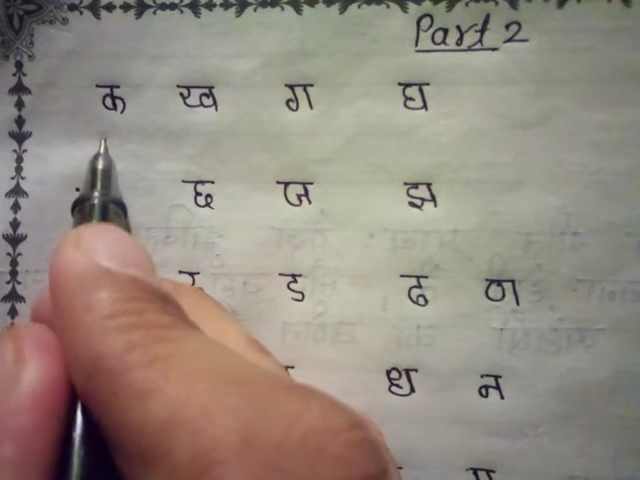 Part 2
क ख ग घ
छ ज झ
ड ढ ण
ध न